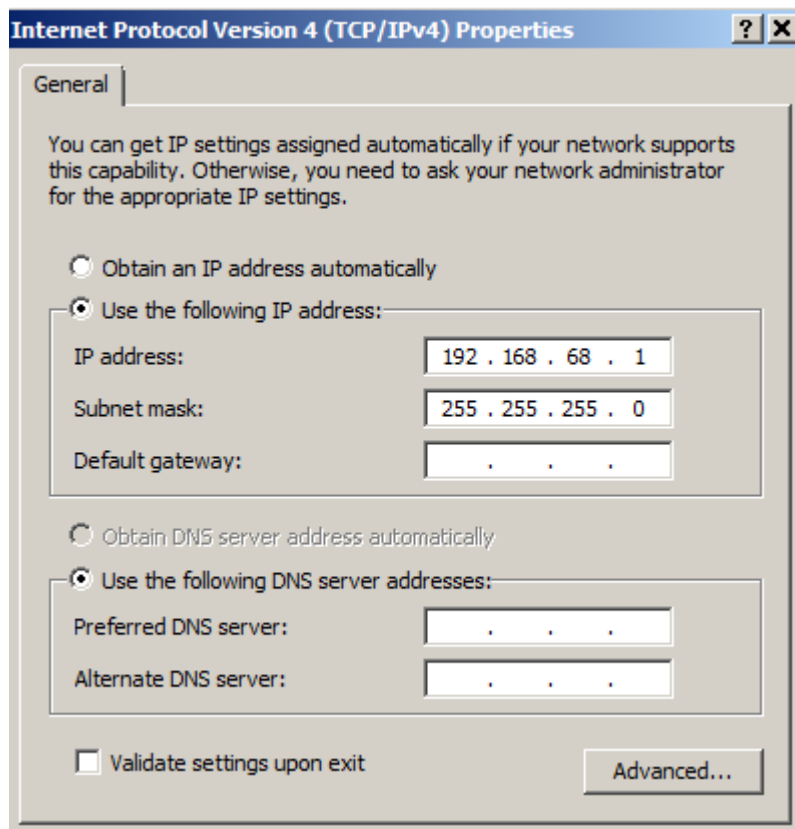 Internet Protocol Version 4 (TCP/IPv4) Properties
General
You can get IP settings assigned automatically if your network supports
this capability. Otherwise, you need to ask your network administrator
for the appropriate IP settings.
Obtain an IP address automatically
Use the following IP address:
IP address: 192 . 168 . 68 . 1
Subnet mask: 255 . 255 . 255 . 0
Default gateway: . . .
Obtain DNS server address automatically
Use the following DNS server addresses:
Preferred DNS server: . . .
Alternate DNS server: . . .
Validate settings upon exit
Advanced...